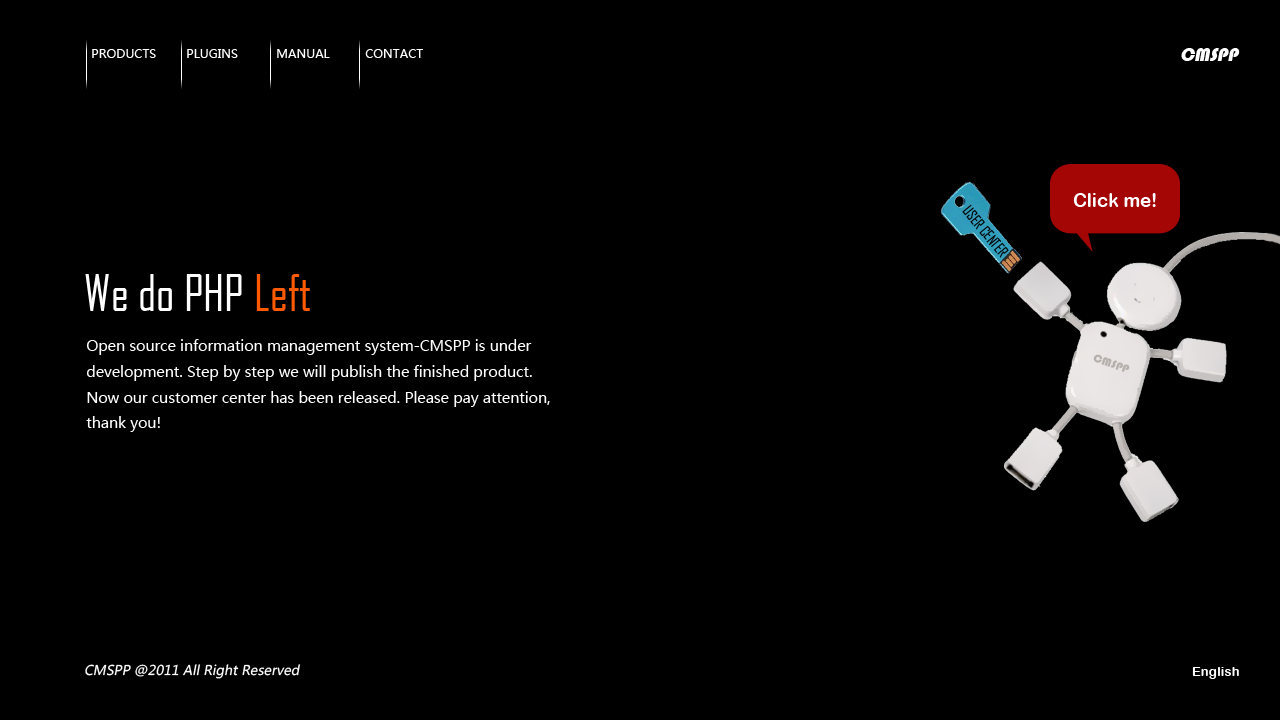 PRODUCTS PLUGINS MANUAL CONTACT
CMSPP
Click me!
USER CENTER
CMSPP
We do PHP Left
Open source information management system-CMSPP is under
development. Step by step we will publish the finished product.
Now our customer center has been released. Please pay attention,
thank you!
CMSPP @2011 All Right Reserved
English